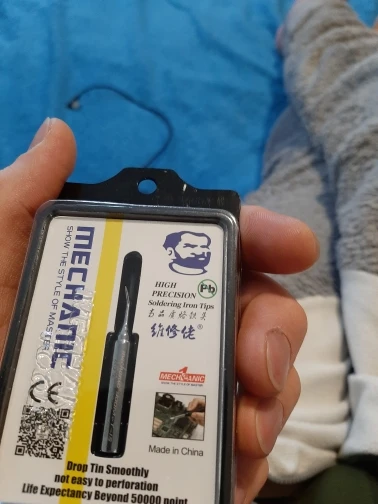 MECHANIC
SHOW THE STYLE OF MASTER
HIGH
PRECISION
Pb
Soldering Iron Tips
维修佬®
MECHANIC
Made in China
CE
Drop Tin Smoothly
not easy to perforation
Life Expectancy Beyond 50000 point